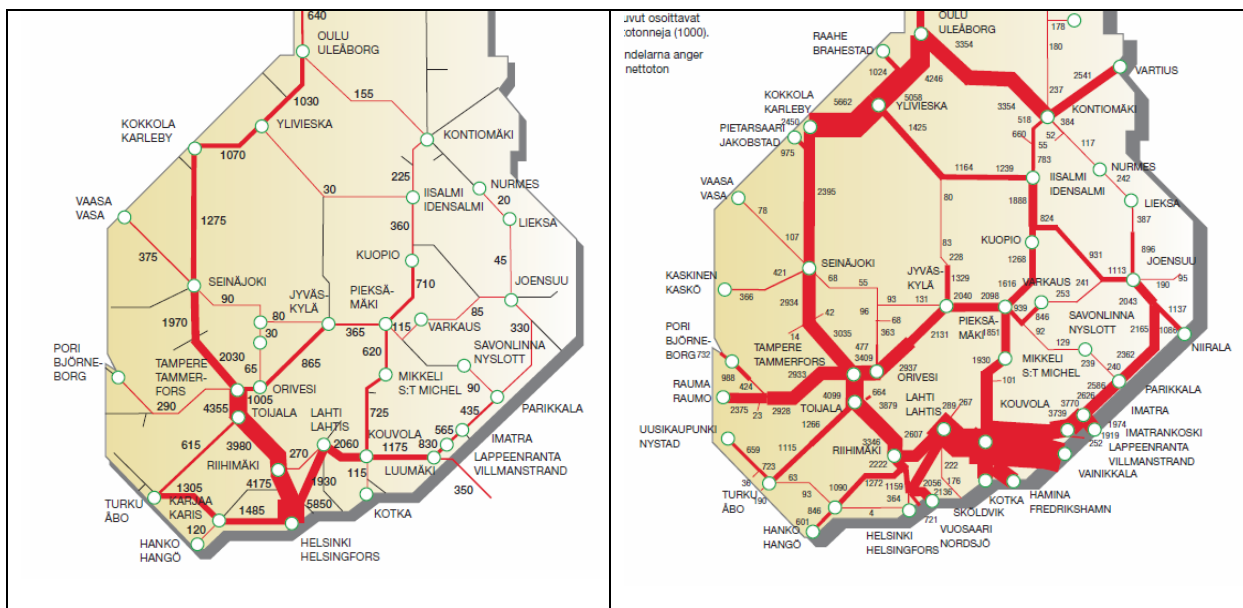 640
OULU
ULEÅBORG
155
1030
KOKKOLA
KARLEBY
YLIVIESKA
KONTIOMÄKI
1070
225
NURMES
30
IISALMI
IDENSALMI
20
VAASA
VASA
1275
LIEKSA
360
KUOPIO
375
45
SEINÄJOKI
710
JOENSUU
90
JYVÄS-
KYLÄ
PIEKSÄ-
MÄKI
85
80
115
VARKAUS
330
1970
30
365
SAVONLINNA
NYSLOTT
PORI
BJÖRNE-
BORG
TAMPERE
TAMMER-
FORS
2030
865
620
MIKKELI
S:T MICHEL
65
90
1005
ORIVESI
PARIKKALA
290
4355
TOIJALA
LAHTI
LAHTIS
725
435
615
3980
2060
KOUVOLA
565
IMATRA
RIIHIMÄKI
270
1175
830
LAPPEENRANTA
VILLMANSTRAND
LUUMÄKI
1305
4175
1930
115
350
TURKU
ÅBO
KARJAA
KARIS
1485
5850
KOTKA
120
HANKO
HANGÖ
HELSINKI
HELSINGFORS
uvut osoittavat
otonneja (1000).
ndelarna anger
nettoton
OULU
ULEÅBORG
178
180
RAAHE
BRAHESTAD
3354
VARTIUS
1024
4246
2541
KOKKOLA
KARLEBY
5662
5058
YLIVIESKA
3354
237
KONTIOMÄKI
2450
518
384
PIETARSAARI
JAKOBSTAD
1425
660
52
55
117
975
783
NURMES
1164
1239
242
IISALMI
IDENSALMI
VAASA
VASA
2395
80
1888
LIEKSA
78
824
387
KUOPIO
107
83
931
896
228
1268
JOENSUU
SEINÄJOKI
JYVÄS-
KYLÄ
1113
KASKINEN
KASKÖ
421
68
1329
1616
VARKAUS
241
95
366
55
253
190
93
131
2040
2098
939
846
2043
1137
2934
42
96
PIEKSÄ-
MÄKI
SAVONLINNA
NYSLOTT
2165
1086
68
2131
1851
92
14
3035
363
129
NIIRALA
PORI
BJÖRNE-
BORG
732
TAMPERE
TAMMERFORS
477
MIKKELI
S:T MICHEL
2362
3409
1930
239
240
988
2933
2937
ORIVESI
101
2586
PARIKKALA
RAUMA
RAUMO
424
664
2626
2375
23
2928
TOIJALA
4099
3879
LAHTI
LAHTIS
289
267
KOUVOLA
3770
3739
IMATRA
1266
1974
UUSIKAUPUNKI
NYSTAD
1919
IMATRANKOSKI
1115
3346
2607
252
LAPPEENRANTA
VILLMANSTRAND
659
RIIHIMÄKI
2222
VAINIKKALA
723
222
36
63
1272
1159
2056
176
HAMINA
FREDRIKSHAMN
190
93
1090
364
2136
KOTKA
TURKU
ÅBO
846
SKÖLDVIK
601
4
721
VUOSAARI
NORDSJÖ
HANKO
HANGÖ
HELSINKI
HELSINGFORS